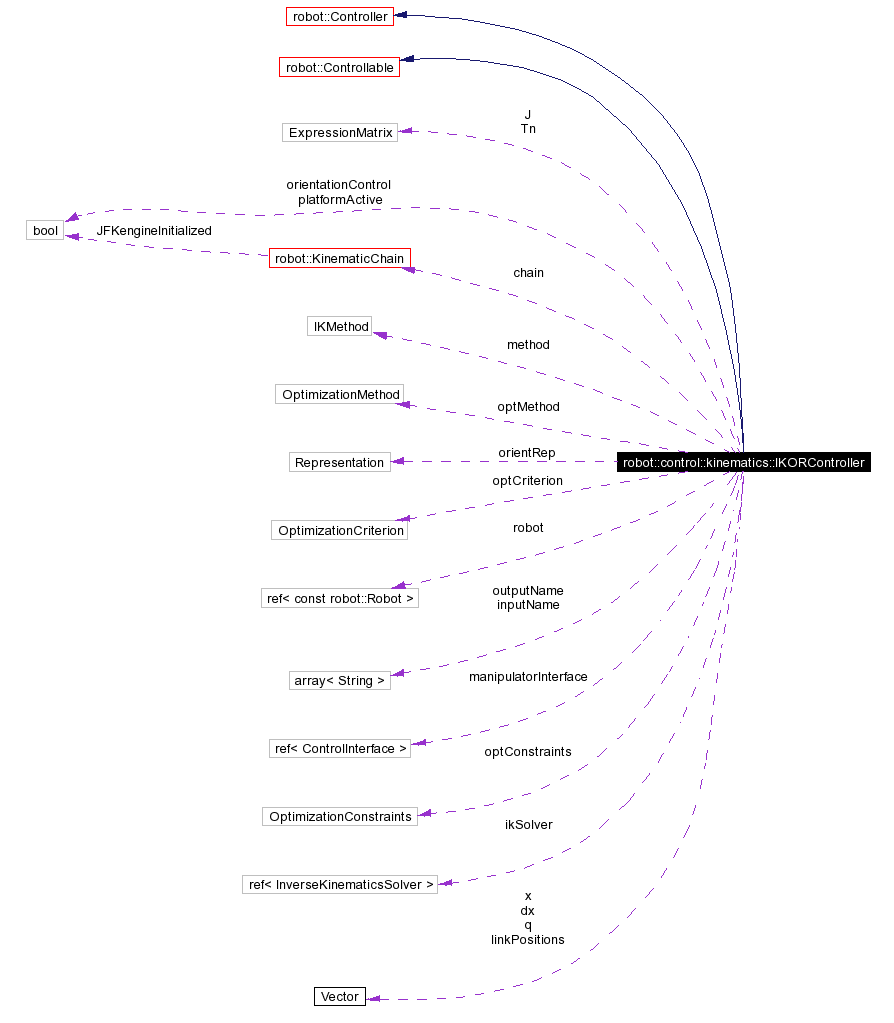 robot::Controller
robot::Controllable
J
Tn
ExpressionMatrix
orientationControl
platformActive
bool
JFKengineInitialized
robot::KinematicChain
chain
IKMethod
method
OptimizationMethod
optMethod
orientRep
Representation
robot::control::kinematics::IKORController
optCriterion
OptimizationCriterion
robot
ref< const robot::Robot >
outputName
inputName
array< String >
manipulatorInterface
ref< ControlInterface >
optConstraints
OptimizationConstraints
ikSolver
ref< InverseKinematicsSolver >
x
dx
q
linkPositions
Vector